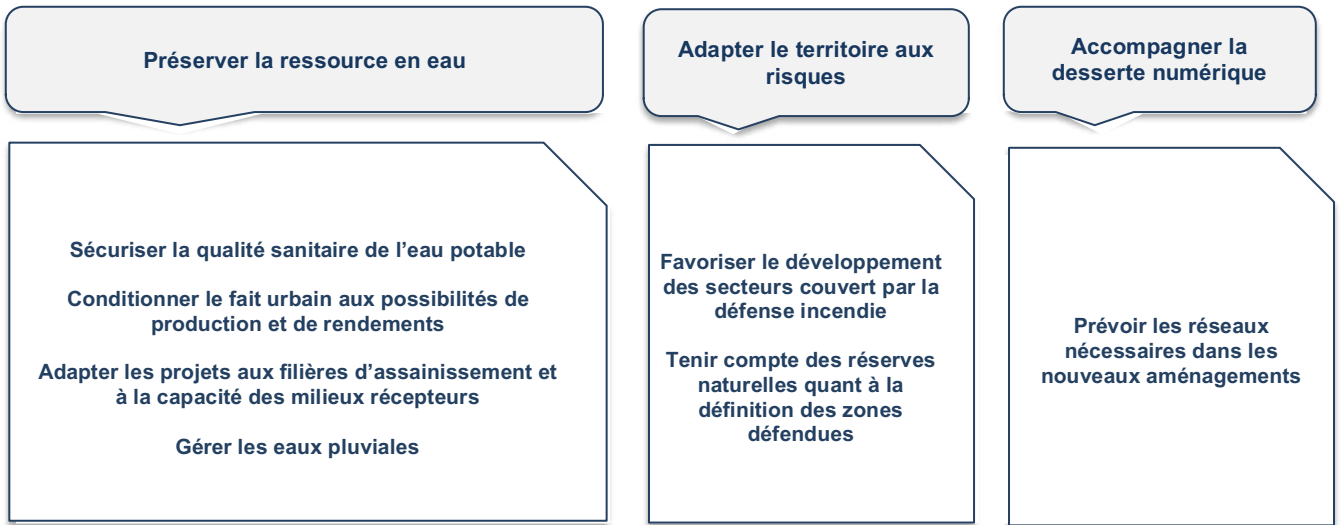 Préserver la ressource en eau
Sécuriser la qualité sanitaire de l’eau potable
Conditionner le fait urbain aux possibilités de
production et de rendements
Adapter les projets aux filières d’assainissement et
à la capacité des milieux récepteurs
Gérer les eaux pluviales
Adapter le territoire aux
risques
Favoriser le développement
des secteurs couvert par la
défense incendie
Tenir compte des réserves
naturelles quant à la
définition des zones
défendues
Accompagner la
desserte numérique
Prévoir les réseaux
nécessaires dans les
nouveaux aménagements